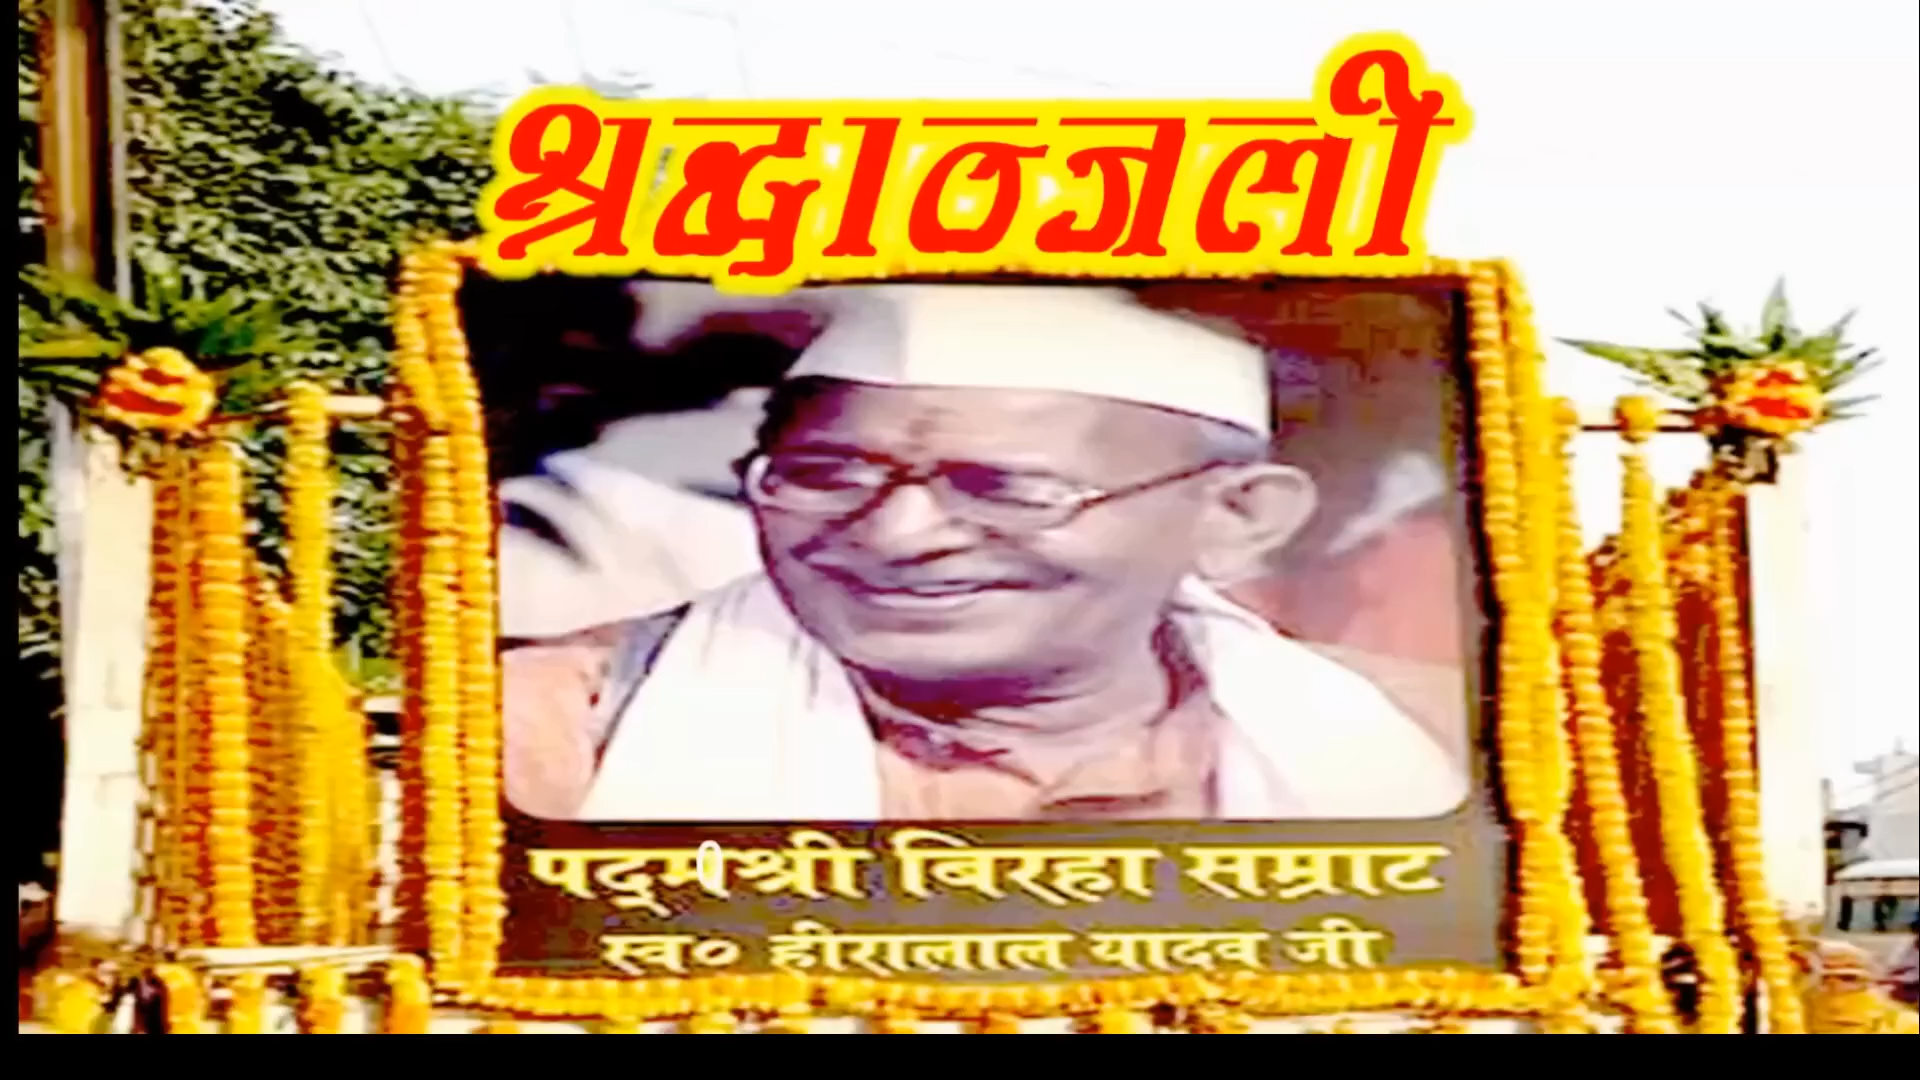 श्रद्धाञ्जली
पद्मश्री बिरहा सम्राट
स्व० हीरालाल यादव जी